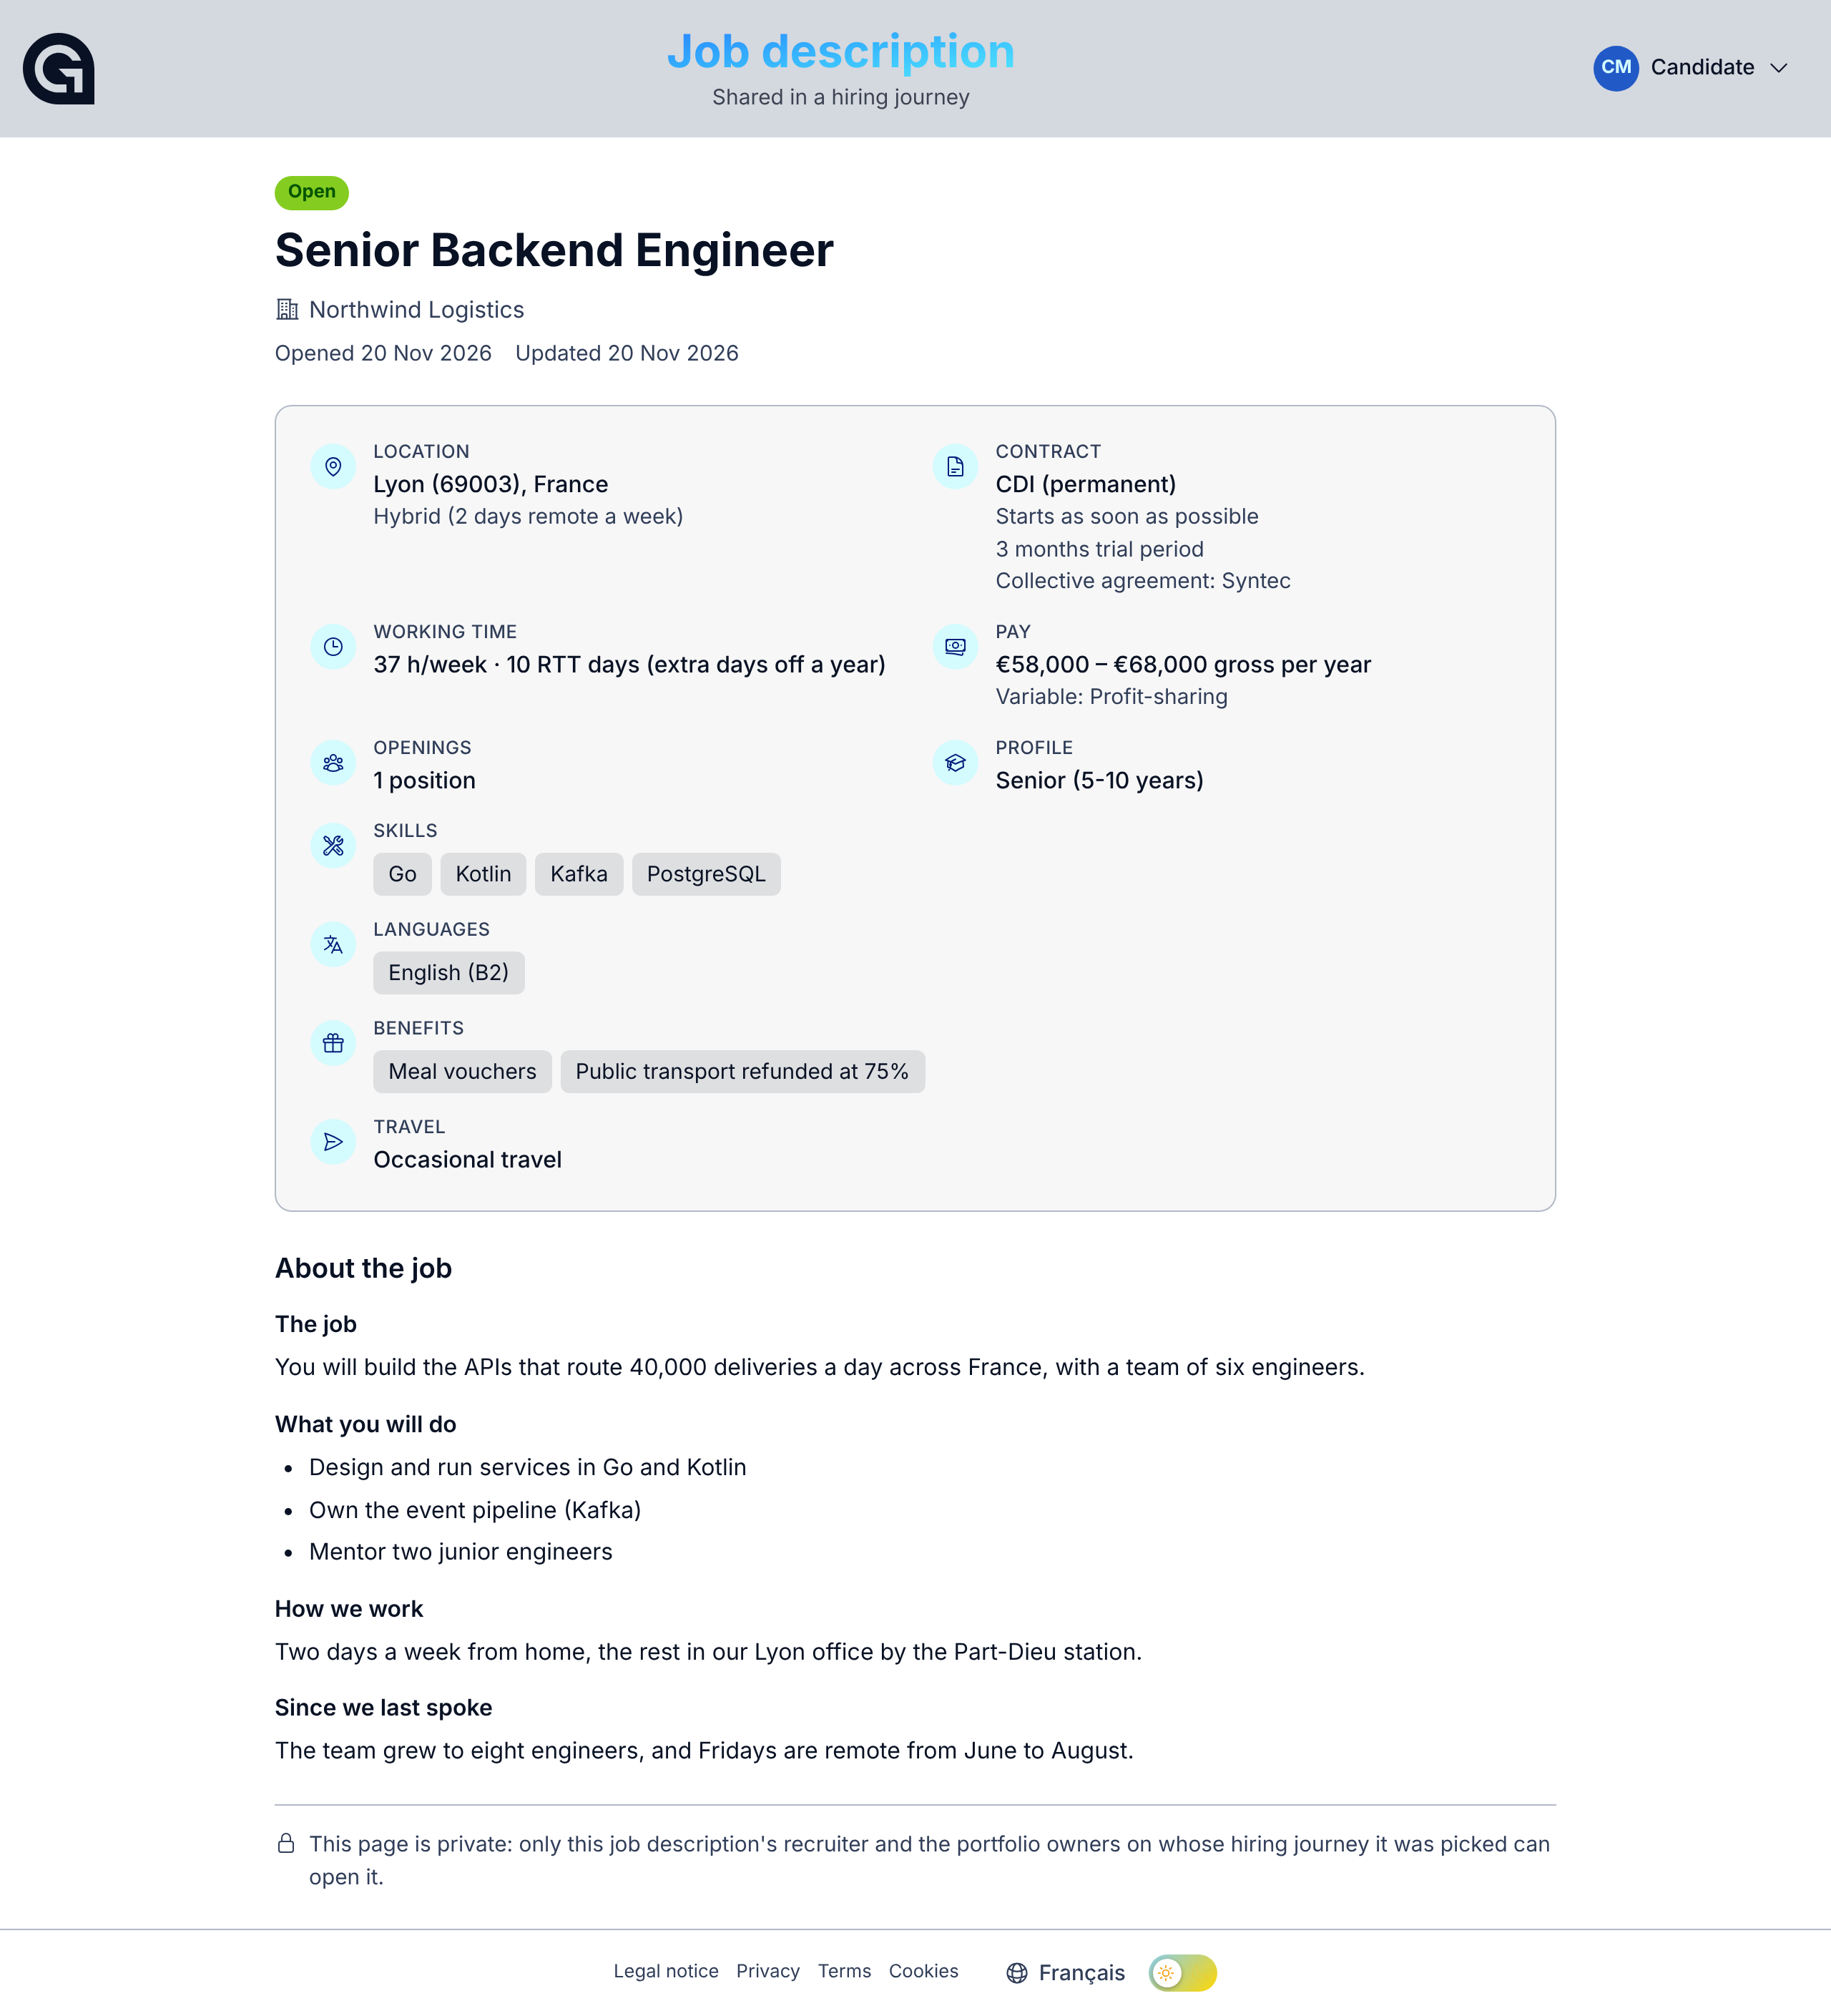 Job description
Shared in a hiring journey
CM Candidate
Open
Senior Backend Engineer
Northwind Logistics
Opened 20 Nov 2026 Updated 20 Nov 2026
LOCATION
Lyon (69003), France
Hybrid (2 days remote a week)
CONTRACT
CDI (permanent)
Starts as soon as possible
3 months trial period
Collective agreement: Syntec
WORKING TIME
37 h/week · 10 RTT days (extra days off a year)
PAY
€58,000 – €68,000 gross per year
Variable: Profit-sharing
OPENINGS
1 position
PROFILE
Senior (5-10 years)
SKILLS
Go Kotlin Kafka PostgreSQL
LANGUAGES
English (B2)
BENEFITS
Meal vouchers Public transport refunded at 75%
TRAVEL
Occasional travel
About the job
The job
You will build the APIs that route 40,000 deliveries a day across France, with a team of six engineers.
What you will do
• Design and run services in Go and Kotlin
• Own the event pipeline (Kafka)
• Mentor two junior engineers
How we work
Two days a week from home, the rest in our Lyon office by the Part-Dieu station.
Since we last spoke
The team grew to eight engineers, and Fridays are remote from June to August.
This page is private: only this job description's recruiter and the portfolio owners on whose hiring journey it was picked can
open it.
Legal notice Privacy Terms Cookies Français